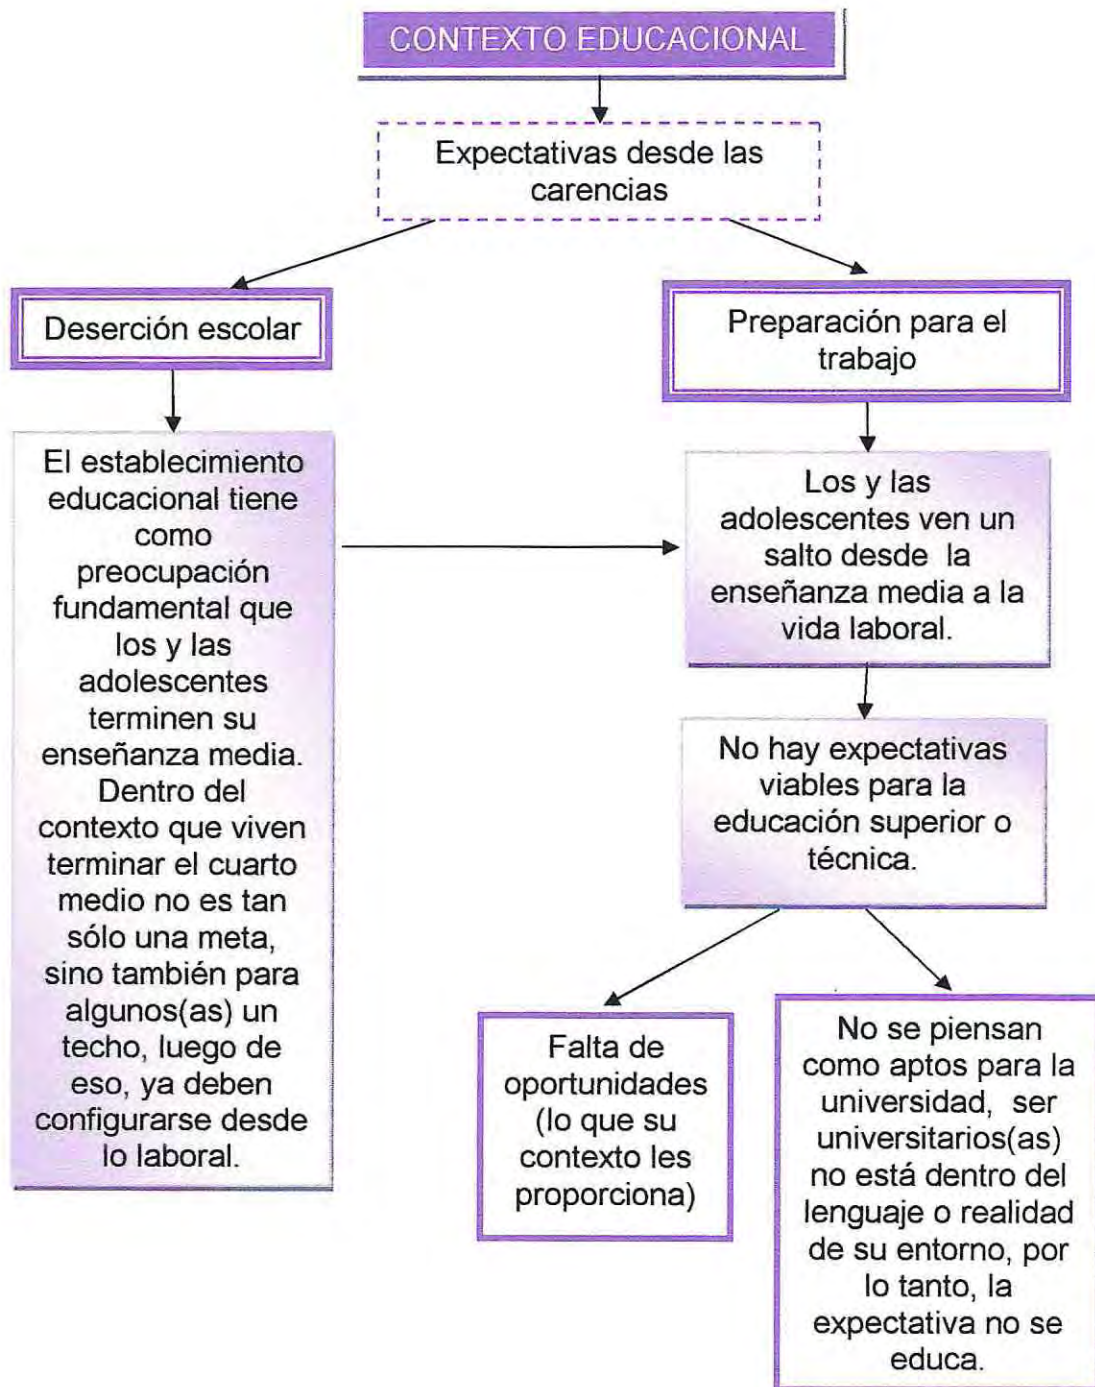 CONTEXTO EDUCACIONAL
Expectativas desde las
carencias
Deserción escolar
Preparación para el
trabajo
El establecimiento
educacional tiene
como
preocupación
fundamental que
los y las
adolescentes
terminen su
enseñanza media.
Dentro del
contexto que viven
terminar el cuarto
medio no es tan
sólo una meta,
sino también para
algunos(as) un
techo, luego de
eso, ya deben
configurarse desde
lo laboral.
Los y las
adolescentes ven un
salto desde la
enseñanza media a la
vida laboral.
No hay expectativas
viables para la
educación superior o
técnica.
Falta de
oportunidades
(lo que su
contexto les
proporciona)
No se piensan
como aptos para la
universidad, ser
universitarios(as)
no está dentro del
lenguaje o realidad
de su entorno, por
lo tanto, la
expectativa no se
educa.